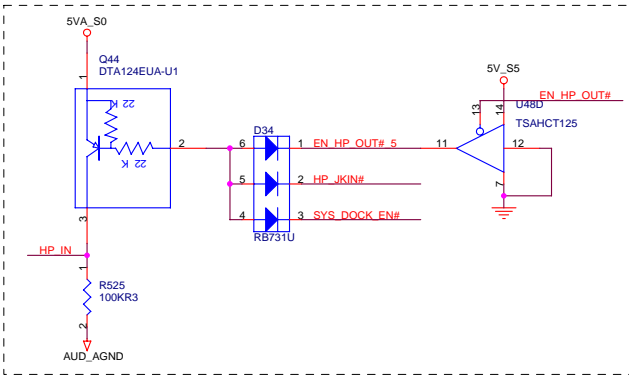 5VA_S0
Q44
DTA124EUA-U1
1
22 K
22 K
2
3
HP_IN
1
R525
100KR3
2
AUD_AGND
D34
6
1
EN_HP_OUT#_5
5
2
HP_JKIN#
4
3
SYS_DOCK_EN#
RB731U
5V_S5
EN_HP_OUT#
13
14
U48D
TSAHCT125
11
12
7